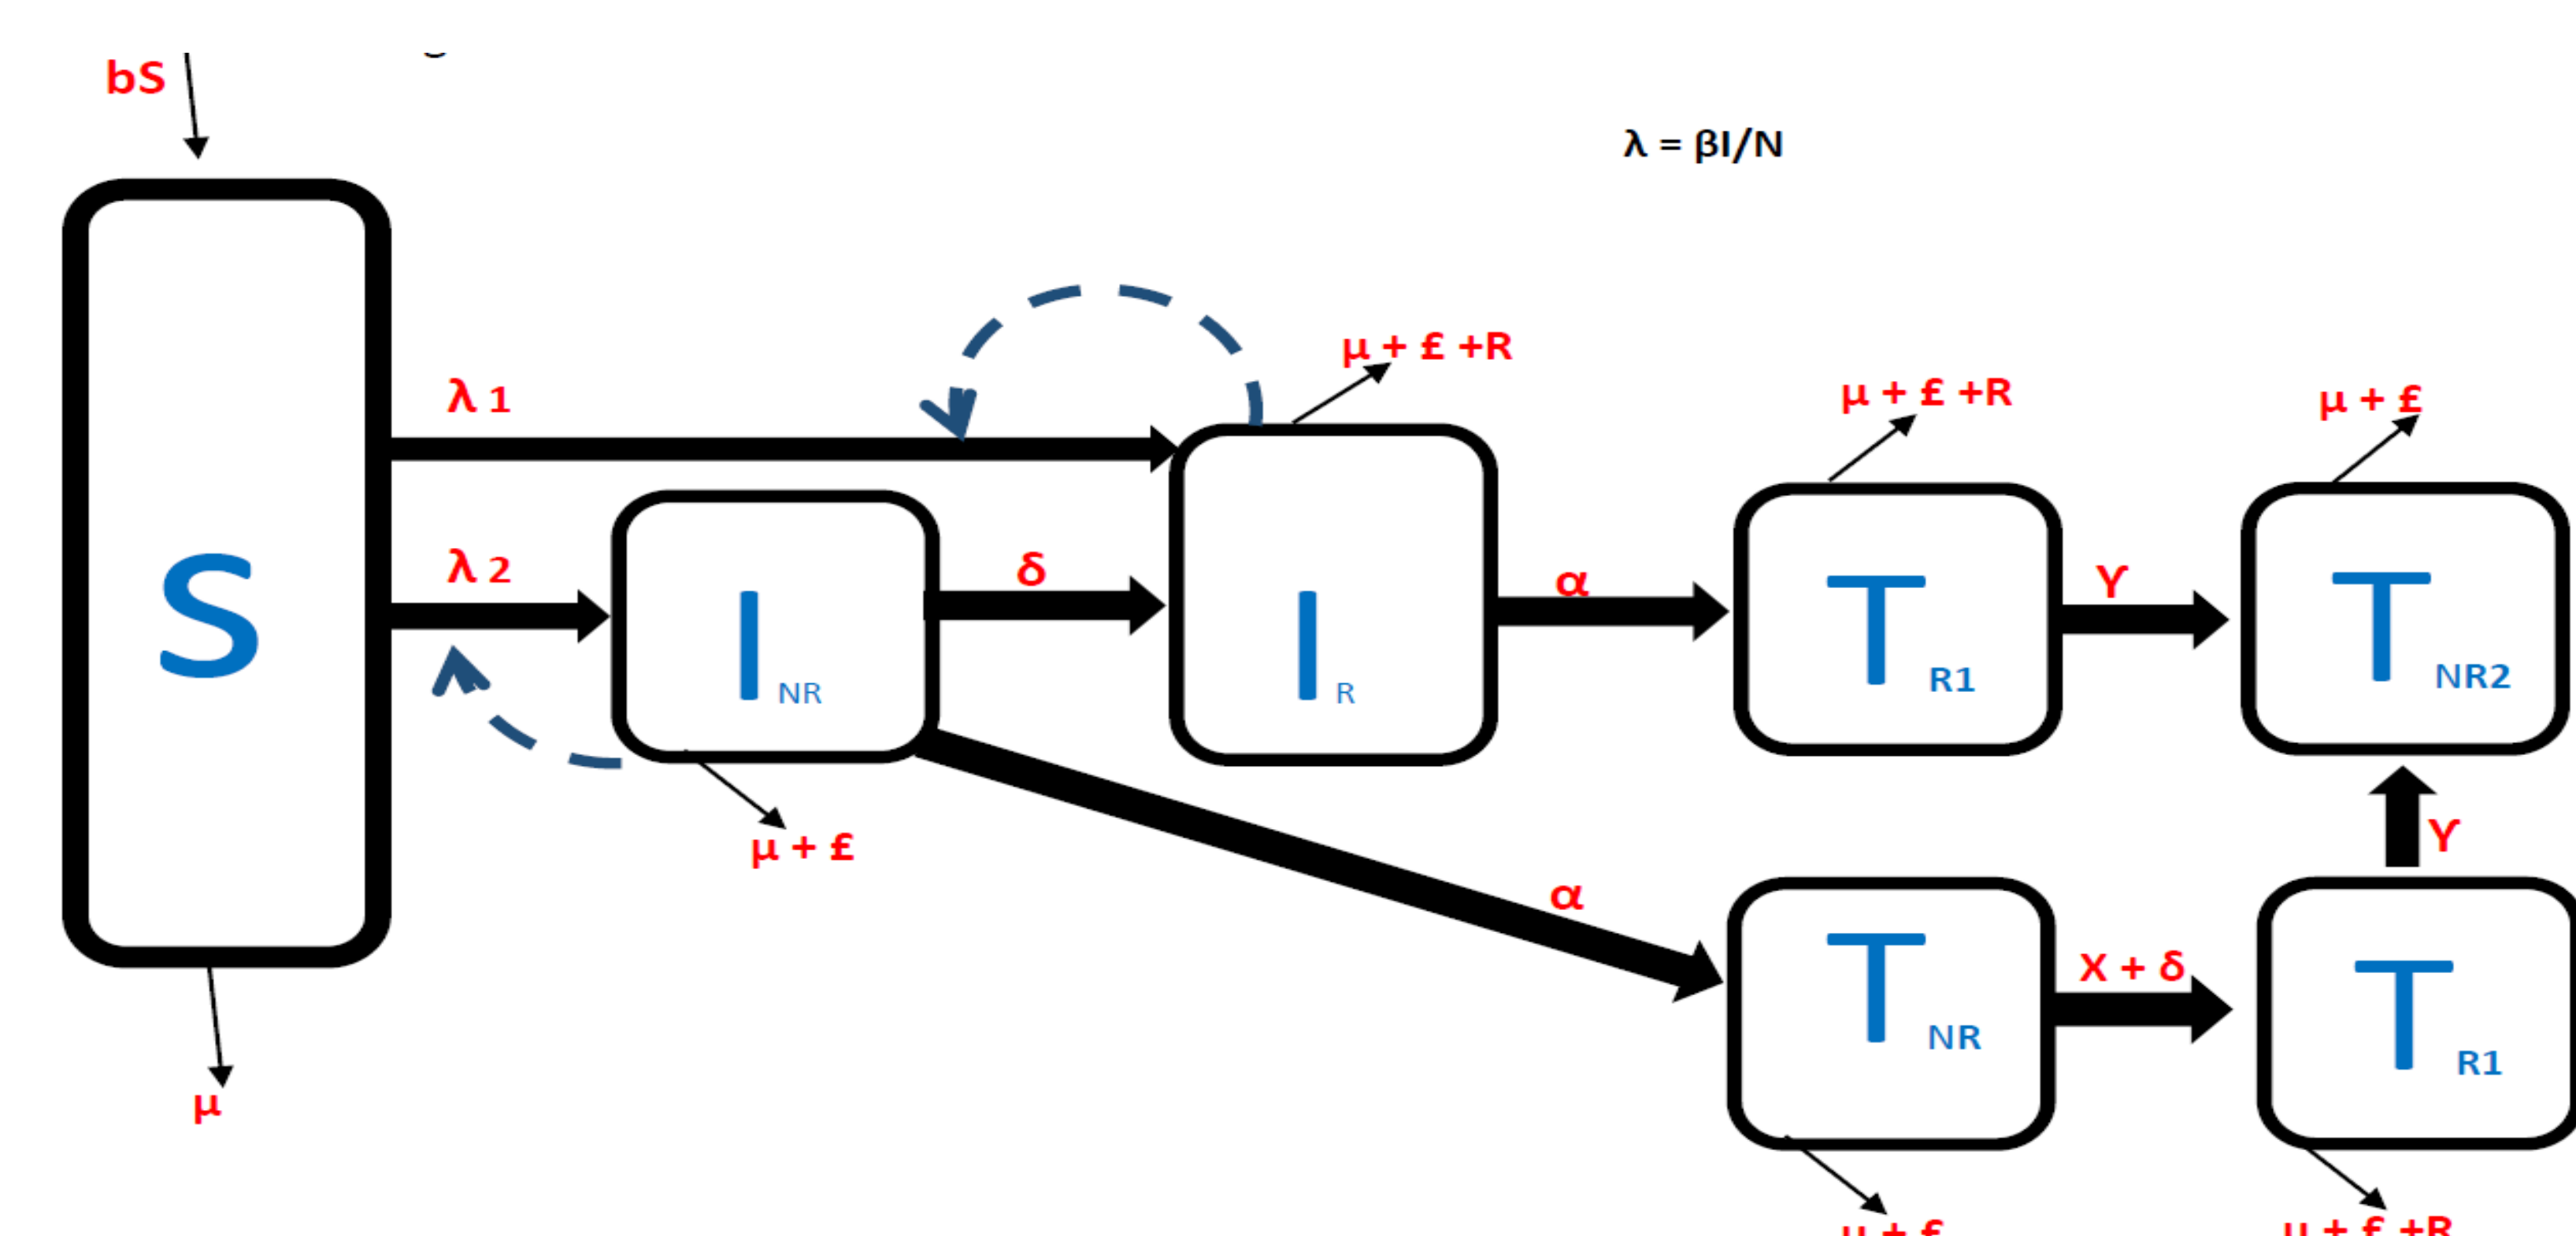 bS
λ = βI/N
μ + £ +R
μ + £ +R
μ + £
λ 1
λ 2
δ
α
Y
S
I NR
I R
T R1
T NR2
μ + £
Y
α
X + δ
T NR
T R1
μ
μ + £
μ + £ +R